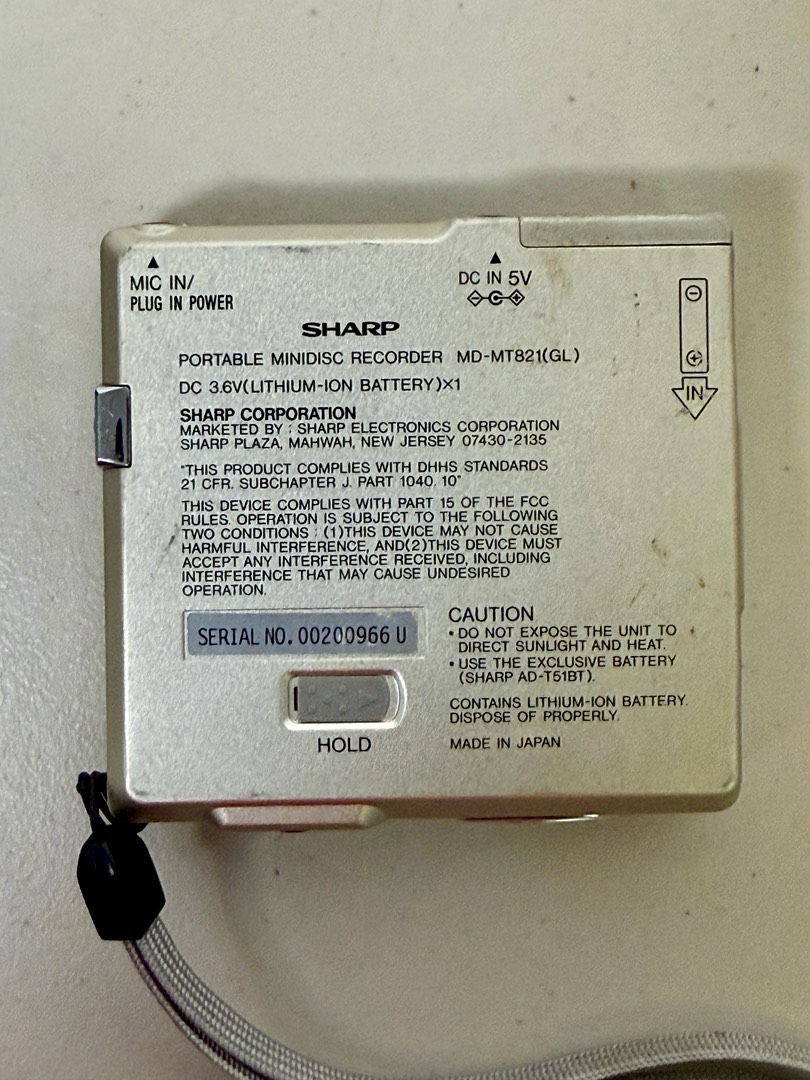 MIC IN/
PLUG IN POWER
DC IN 5V
SHARP
PORTABLE MINIDISC RECORDER MD-MT821(GL)
DC 3.6V(LITHIUM-ION BATTERY)×1
IN
SHARP CORPORATION
MARKETED BY : SHARP ELECTRONICS CORPORATION
SHARP PLAZA, MAHWAH, NEW JERSEY 07430-2135
"THIS PRODUCT COMPLIES WITH DHHS STANDARDS
21 CFR. SUBCHAPTER J. PART 1040. 10"
THIS DEVICE COMPLIES WITH PART 15 OF THE FCC
RULES. OPERATION IS SUBJECT TO THE FOLLOWING
TWO CONDITIONS : (1)THIS DEVICE MAY NOT CAUSE
HARMFUL INTERFERENCE, AND(2)THIS DEVICE MUST
ACCEPT ANY INTERFERENCE RECEIVED, INCLUDING
INTERFERENCE THAT MAY CAUSE UNDESIRED
OPERATION.
SERIAL NO. 00200966 U
HOLD
CAUTION
• DO NOT EXPOSE THE UNIT TO
DIRECT SUNLIGHT AND HEAT.
• USE THE EXCLUSIVE BATTERY
(SHARP AD-T51BT).
CONTAINS LITHIUM-ION BATTERY.
DISPOSE OF PROPERLY.
MADE IN JAPAN